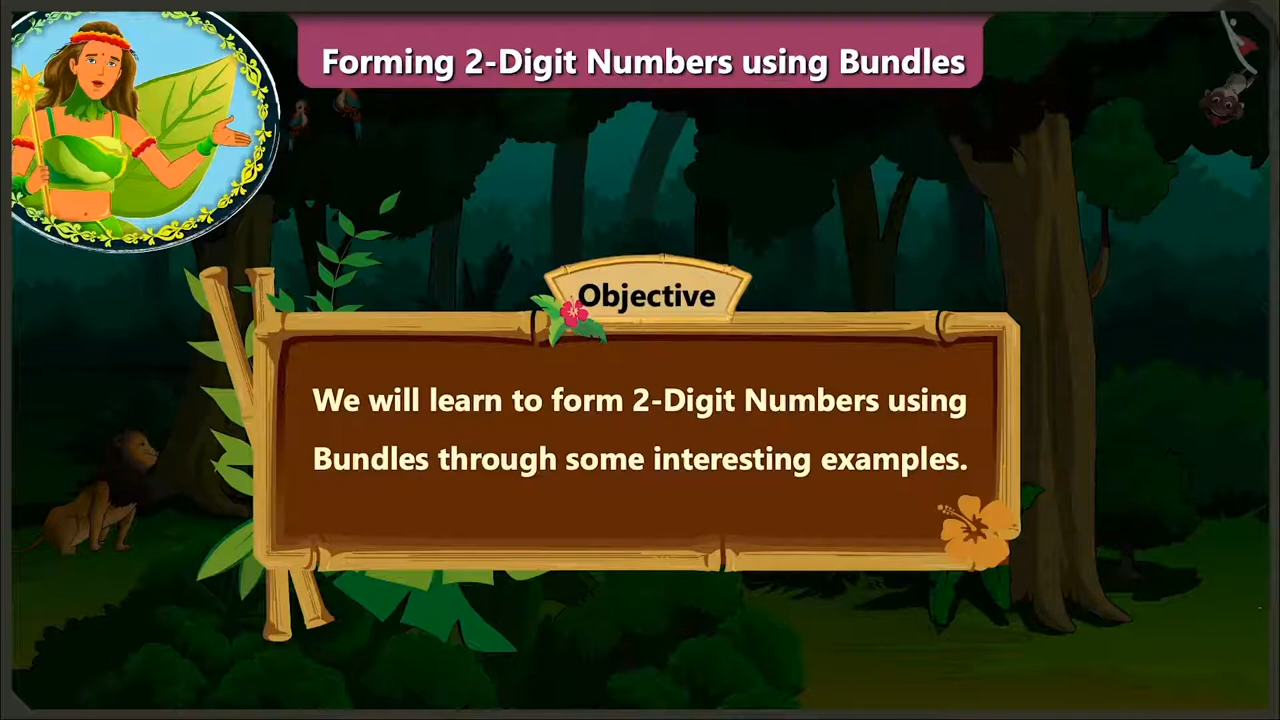 Forming 2-Digit Numbers using Bundles
Objective
We will learn to form 2-Digit Numbers using
Bundles through some interesting examples.